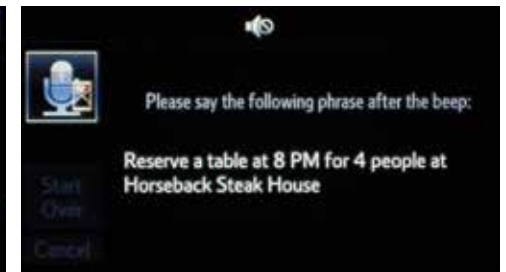 Please say the following phrase after the beep:
Reserve a table at 8 PM for 4 people at
Horseback Steak House
Start
Over
Cancel